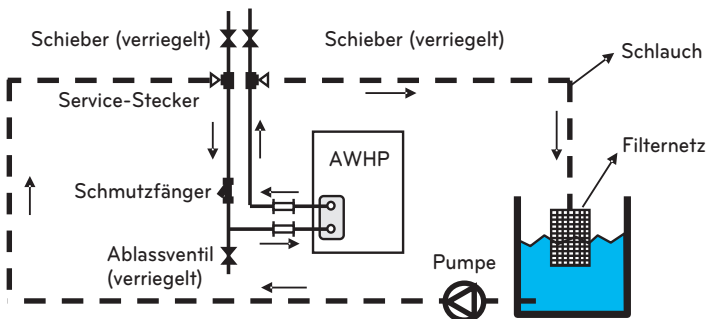 Schieber (verriegelt)
Schieber (verriegelt)
Schlauch
Service-Stecker
Filternetz
AWHP
Schmutzfänger
Ablassventil
(verriegelt)
Pumpe